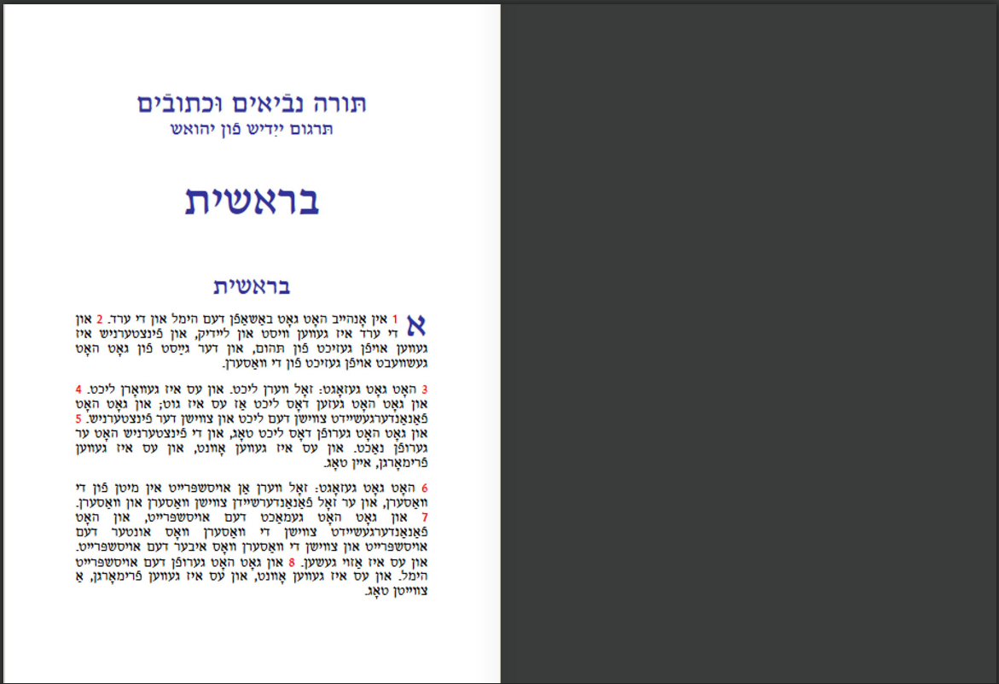 תּורה נבֿיאים וּכתובֿים
תּרגום ייִדיש פֿון יהואש
בראשית
בראשית
א 1 אין אָנהייב האָט גאָט באַשאַפֿן דעם הימל און די ערד. 2 און
די ערד איז געווען וויסט און ליידיק, און פֿינצטערניש איז
געווען אויפֿן געזיכט פֿון תּהום, און דער גײַסט פֿון גאָט האָט
געשוועבט אויפֿן געזיכט פֿון די וואַסערן.
3 האָט גאָט געזאָגט: זאָל ווערן ליכט. און עס איז געוואָרן ליכט. 4
און גאָט האָט געזען דאָס ליכט אַז עס איז גוט; און גאָט האָט
פֿאַנאַנדערגעשיידט צווישן דעם ליכט און צווישן דער פֿינצטערניש. 5
און גאָט האָט גערופֿן דאָס ליכט טאָג, און די פֿינצטערניש האָט ער
גערופֿן נאַכט. און עס איז געווען אָוונט, און עס איז געווען
פֿרימאָרגן, איין טאָג.
6 האָט גאָט געזאָגט: זאָל ווערן אַן אויסשפּרייט אין מיטן פֿון די
וואַסערן, און ער זאָל פֿאַנאַנדערשיידן צווישן וואַסערן און וואַסערן.
7 און גאָט האָט געמאַכט דעם אויסשפּרייט, און האָט
פֿאַנאַנדערגעשיידט צווישן די וואַסערן וואָס אונטער דעם
אויסשפּרייט און צווישן די וואַסערן וואָס איבער דעם אויסשפּרייט.
און עס איז אַזוי געשען. 8 און גאָט האָט גערופֿן דעם אויסשפּרייט
הימל. און עס איז געווען אָוונט, און עס איז געווען פֿרימאָרגן, אַ
צווייטן טאָג.